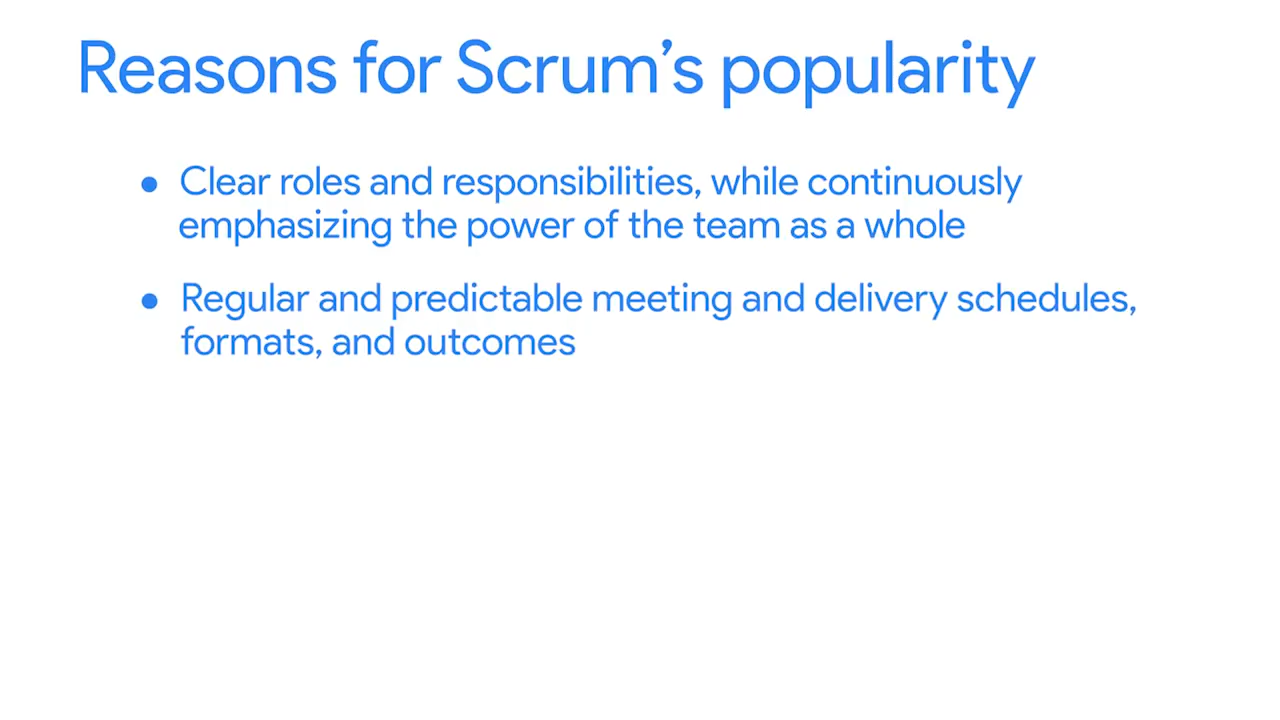 Reasons for Scrum’s popularity
● Clear roles and responsibilities, while continuously
emphasizing the power of the team as a whole
● Regular and predictable meeting and delivery schedules,
formats, and outcomes